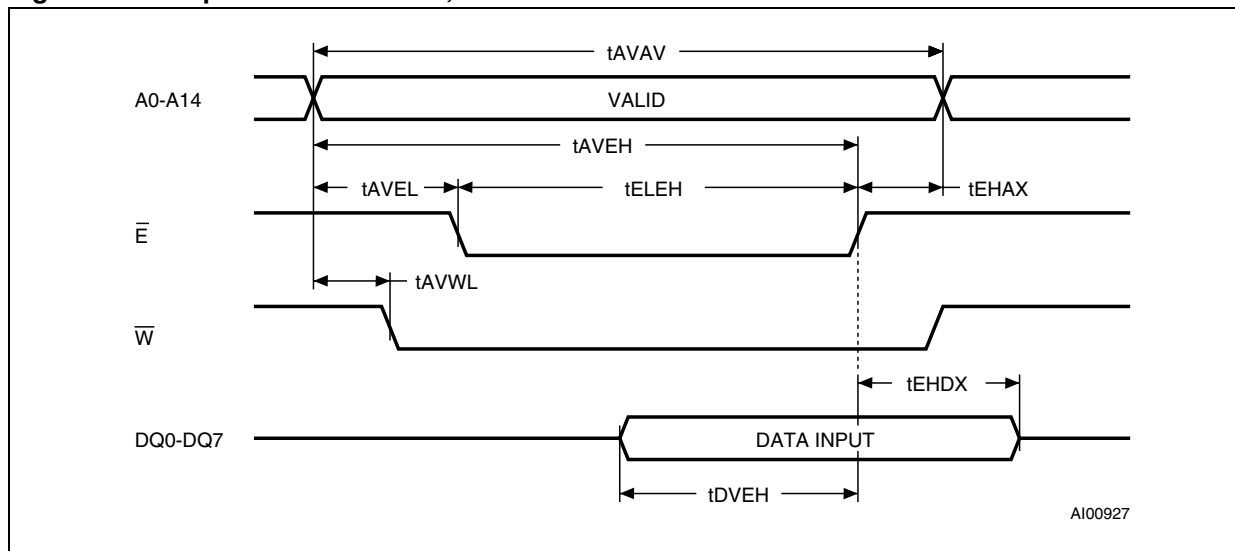 tAVAV
A0-A14
VALID
tAVEH
tAVEL
tELEH
tEHAX
E
tAVWL
W
tEHDX
DQ0-DQ7
DATA INPUT
tDVEH
AI00927